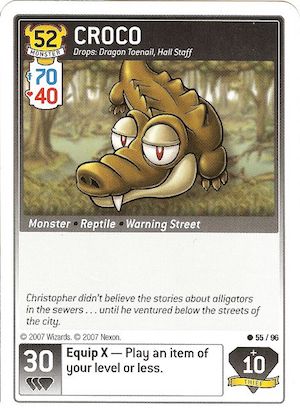 52
MONSTER
CROCO
Drops: Dragon Toenail, Hall Staff
70
40
Monster • Reptile • Warning Street
Christopher didn't believe the stories about alligators
in the sewers . . . until he ventured below the streets of
the city.
© 2007 Wizards. © 2007 Nexon.
● 55 / 96
30
Equip X — Play an item of
your level or less.
+
10
THIEF